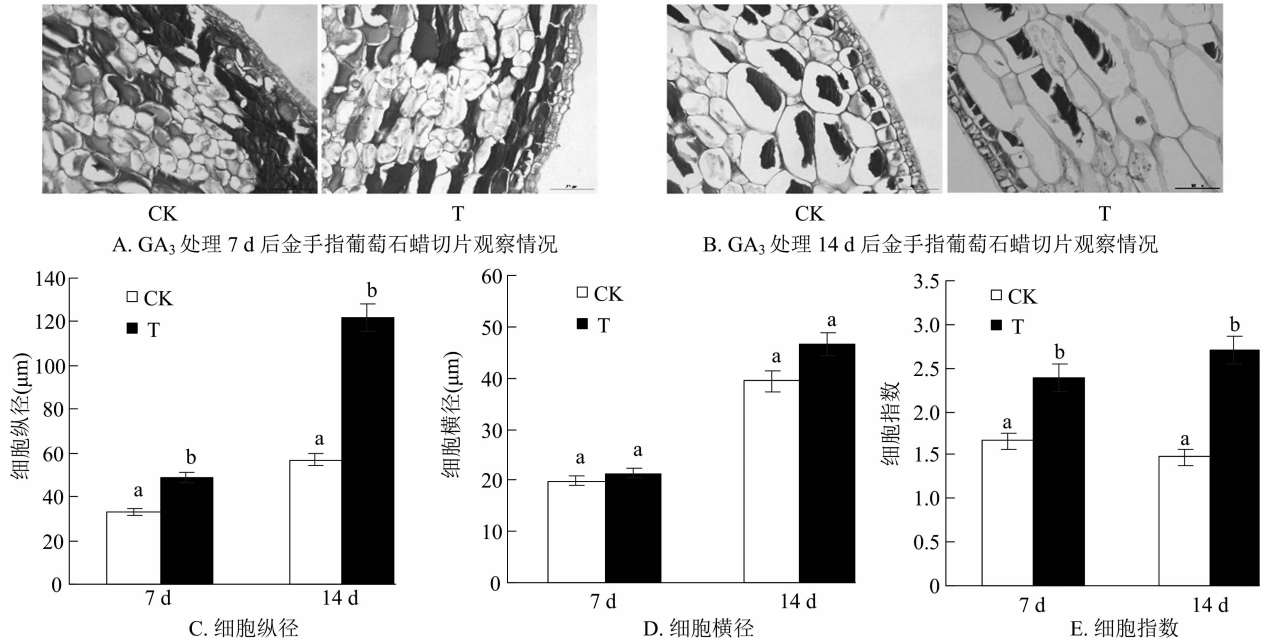 CK T CK T
A. GA3 处理 7 d 后金手指葡萄石蜡切片观察情况 B. GA3 处理 14 d 后金手指葡萄石蜡切片观察情况
细胞纵径(μm)
140
120
100
80
60
40
20
0
CK
T
a
b
a
b
7 d 14 d
C. 细胞纵径
细胞横径(μm)
60
50
40
30
20
10
0
CK
T
a
a
a
a
7 d 14 d
D. 细胞横径
细胞指数
3.5
3.0
2.5
2.0
1.5
1.0
0.5
0
CK
T
a
b
a
b
7 d 14 d
E. 细胞指数